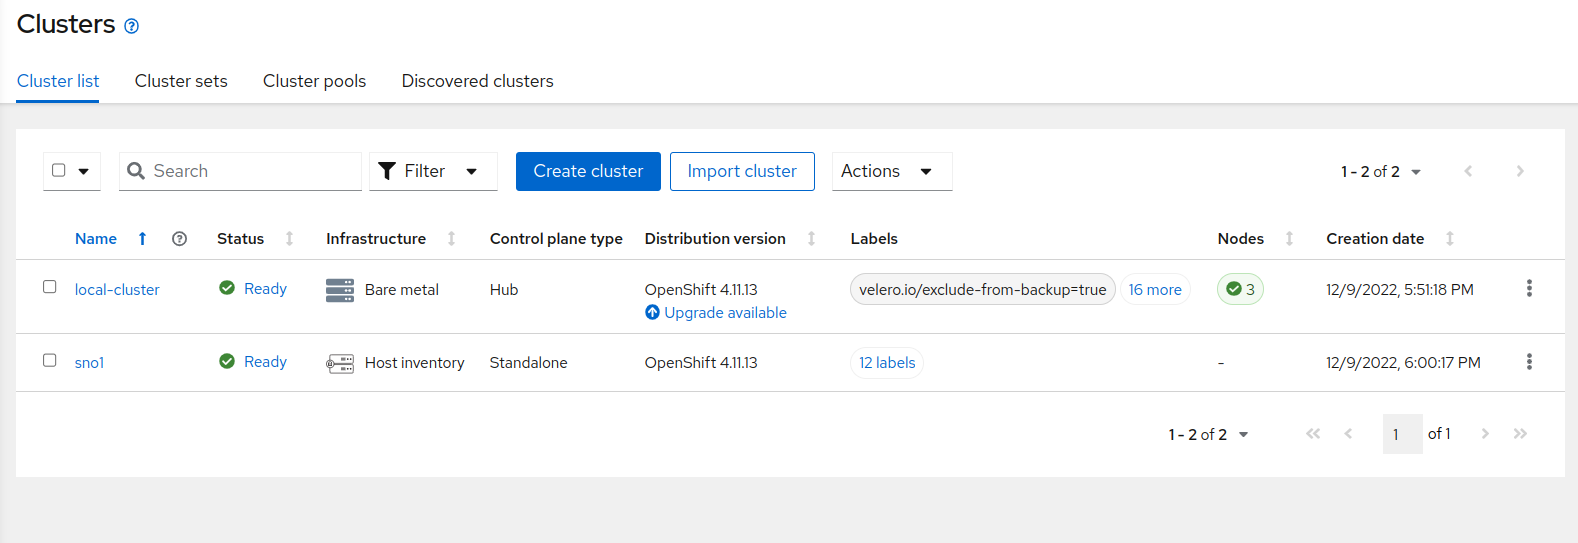 Clusters
Cluster list Cluster sets Cluster pools Discovered clusters
Search Filter Create cluster Import cluster Actions 1 - 2 of 2
Name Status Infrastructure Control plane type Distribution version Labels Nodes Creation date
local-cluster Ready Bare metal Hub OpenShift 4.11.13 velero.io/exclude-from-backup=true 16 more 3 12/9/2022, 5:51:18 PM
Upgrade available
sno1 Ready Host inventory Standalone OpenShift 4.11.13 12 labels - 12/9/2022, 6:00:17 PM
1 - 2 of 2 1 of 1